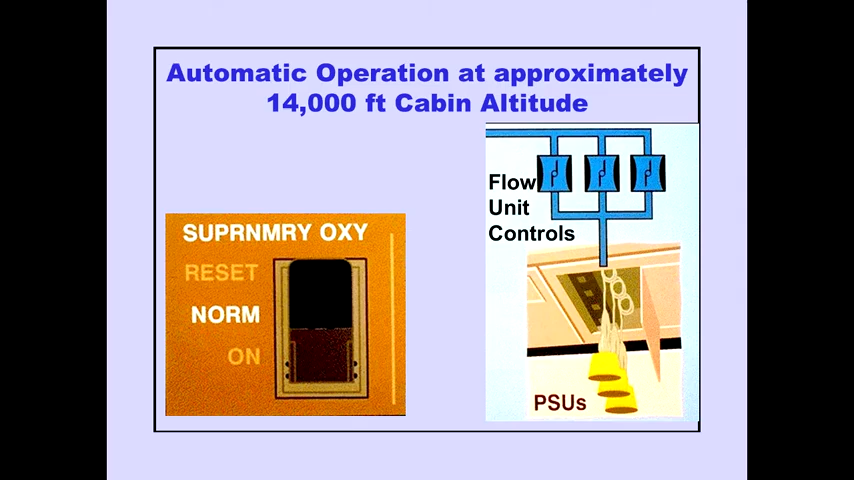 Automatic Operation at approximately
14,000 ft Cabin Altitude
SUPRNMRY OXY
RESET
NORM
ON
Flow
Unit
Controls
PSUs